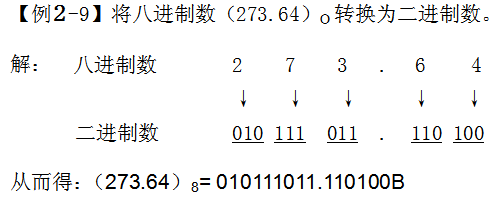 【例2-9】将八进制数（273.64）O转换为二进制数。
解： 八进制数 2 7 3 . 6 4
↓ ↓ ↓ ↓ ↓
二进制数 010 111 011 . 110 100
从而得：（273.64）8= 010111011.110100B